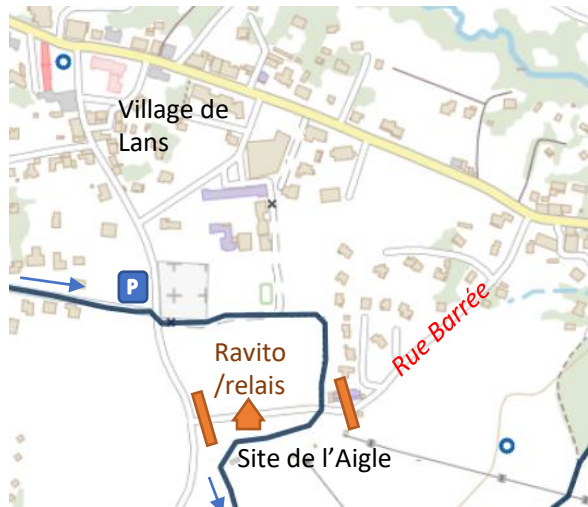 Village de
Lans
P
Rue Barrée
Ravito
/relais
Site de l’Aigle